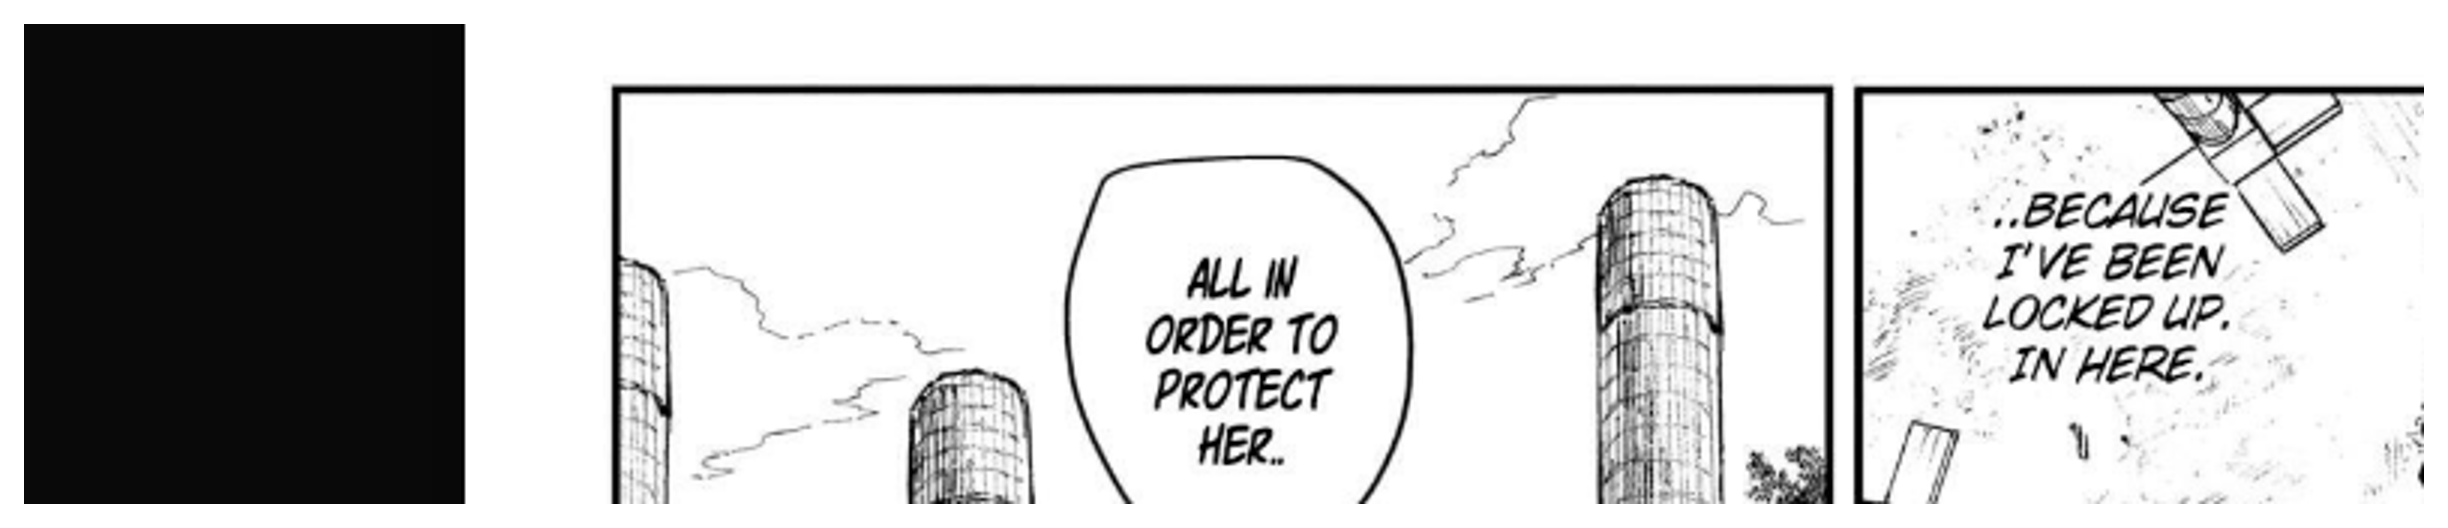 ..BECAUSE
I'VE BEEN
LOCKED UP.
IN HERE.
ALL IN
ORDER TO
PROTECT
HER..